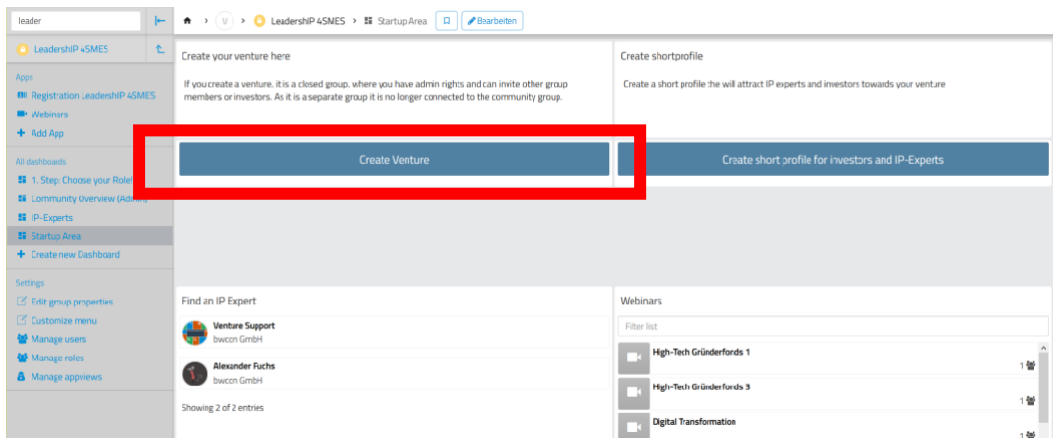 leader
LeadershIP 4SMES > Startup Area Bearbeiten
LeadershIP 4SMES
Apps
Registration LeadershIP 4SMES
Webinars
Add App
All dashboards
1. Step: Choose your Role!
Community Overview (Admin)
IP-Experts
Startup Area
Create new Dashboard
Settings
Edit group properties
Customize menu
Manage users
Manage roles
Manage appviews
Create your venture here
If you create a venture, it is a closed group, where you have admin rights and can invite other group
members or investors. As it is a separate group it is no longer connected to the community group.
Create Venture
Create shortprofile
Create a short profile the will attract IP experts and investors towards your venture
Create short profile for investors and IP-Experts
Find an IP Expert
Venture Support
bwcon GmbH
Alexander Fuchs
bwcon GmbH
Showing 2 of 2 entries
Webinars
Filter list
High-Tech Gründerfonds 1
1
High-Tech Gründerfonds 3
1
Digital Transformation
1